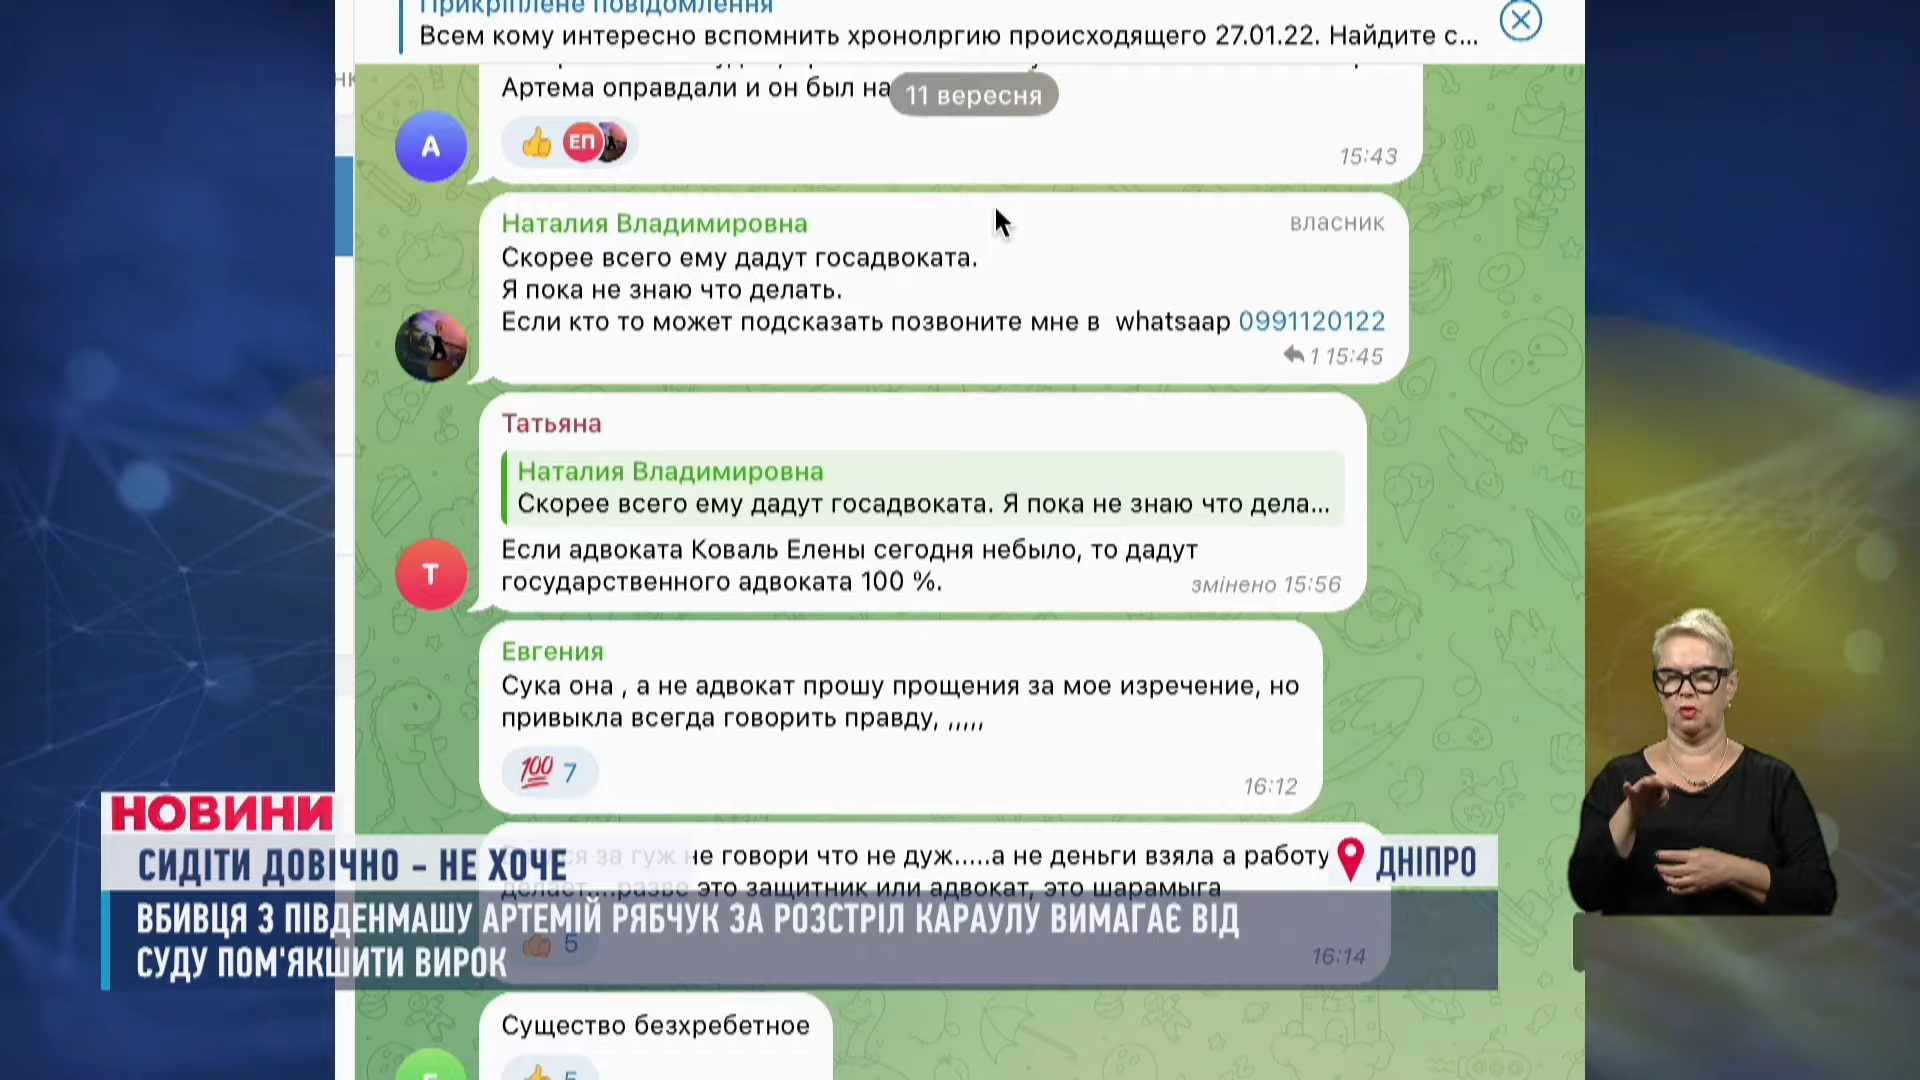 Прикріплене повідомлення
Всем кому интересно вспомнить хронолргию происходящего 27.01.22. Найдите с...
Артема оправдали и он был на
11 вересня
А
👍 ЕП
15:43
Наталия Владимировна
власник
Скорее всего ему дадут госадвоката.
Я пока не знаю что делать.
Если кто то может подсказать позвоните мне в whatsaap 0991120122
1 15:45
Татьяна
Наталия Владимировна
Скорее всего ему дадут госадвоката. Я пока не знаю что дела...
Если адвоката Коваль Елены сегодня небыло, то дадут
государственного адвоката 100 %.
змінено 15:56
Т
Евгения
Сука она , а не адвокат прошу прощения за мое изречение, но
привыкла всегда говорить правду, ,,,,,
💯 7
16:12
за гуж не говори что не дуж.....а не деньги взяла а работу
делает....разве это защитник или адвокат, это шарамыга
👍 5
16:14
НОВИНИ
СИДІТИ ДОВІЧНО - НЕ ХОЧЕ
ДНІПРО
ВБИВЦЯ З ПІВДЕНМАШУ АРТЕМІЙ РЯБЧУК ЗА РОЗСТРІЛ КАРАУЛУ ВИМАГАЄ ВІД
СУДУ ПОМ'ЯКШИТИ ВИРОК
Существо безхребетное
👍 5